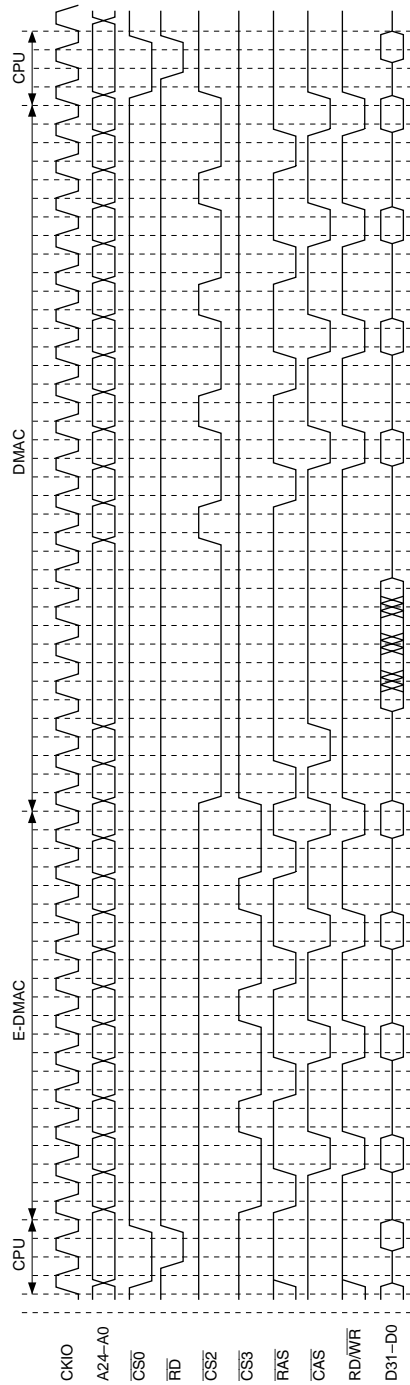 CPU
E-DMAC
DMAC
CPU
CKIO
A24–A0
CS0
RD
CS2
CS3
RAS
CAS
RD/WR
D31–D0